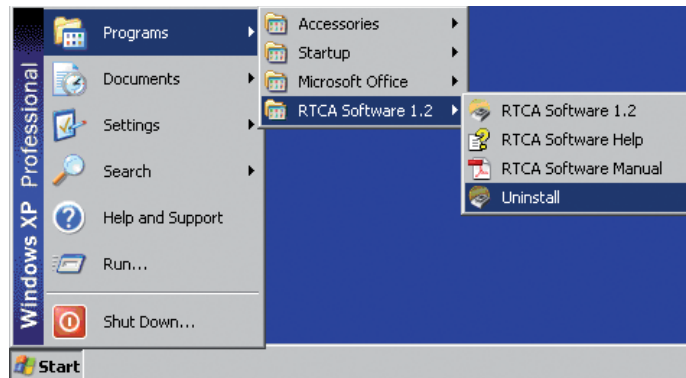 Windows XP Professional
Programs
Documents
Settings
Search
Help and Support
Run...
Shut Down...
Start
Accessories
Startup
Microsoft Office
RTCA Software 1.2
RTCA Software 1.2
RTCA Software Help
RTCA Software Manual
Uninstall